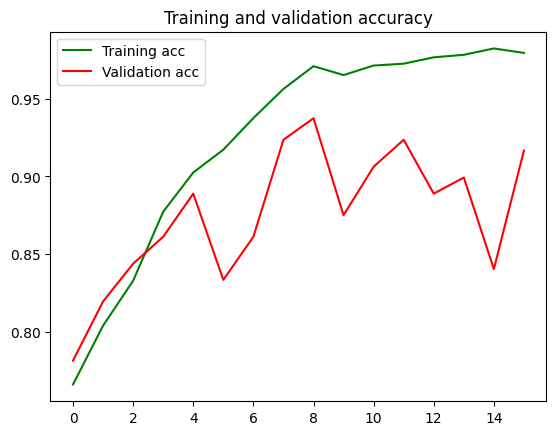 Training and validation accuracy
Training acc
Validation acc
0.95
0.90
0.85
0.80
0 2 4 6 8 10 12 14